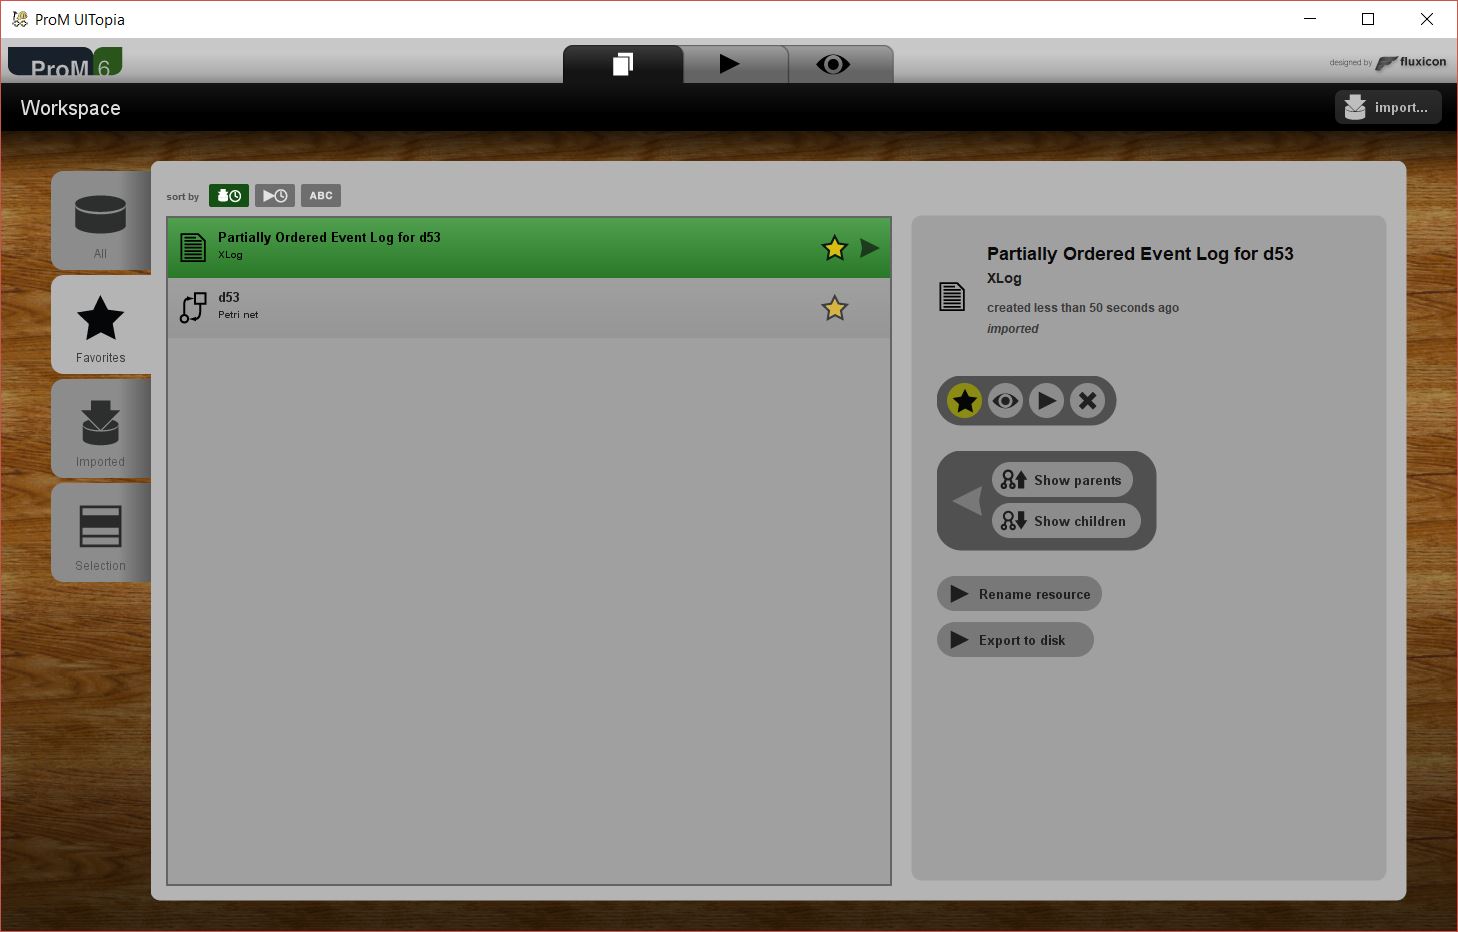 ProM UITopia
ProM 6
designed by fluxicon
Workspace
import...
All
Favorites
Imported
Selection
sort by
ABC
Partially Ordered Event Log for d53
XLog
d53
Petri net
Partially Ordered Event Log for d53
XLog
created less than 50 seconds ago
imported
Show parents
Show children
Rename resource
Export to disk